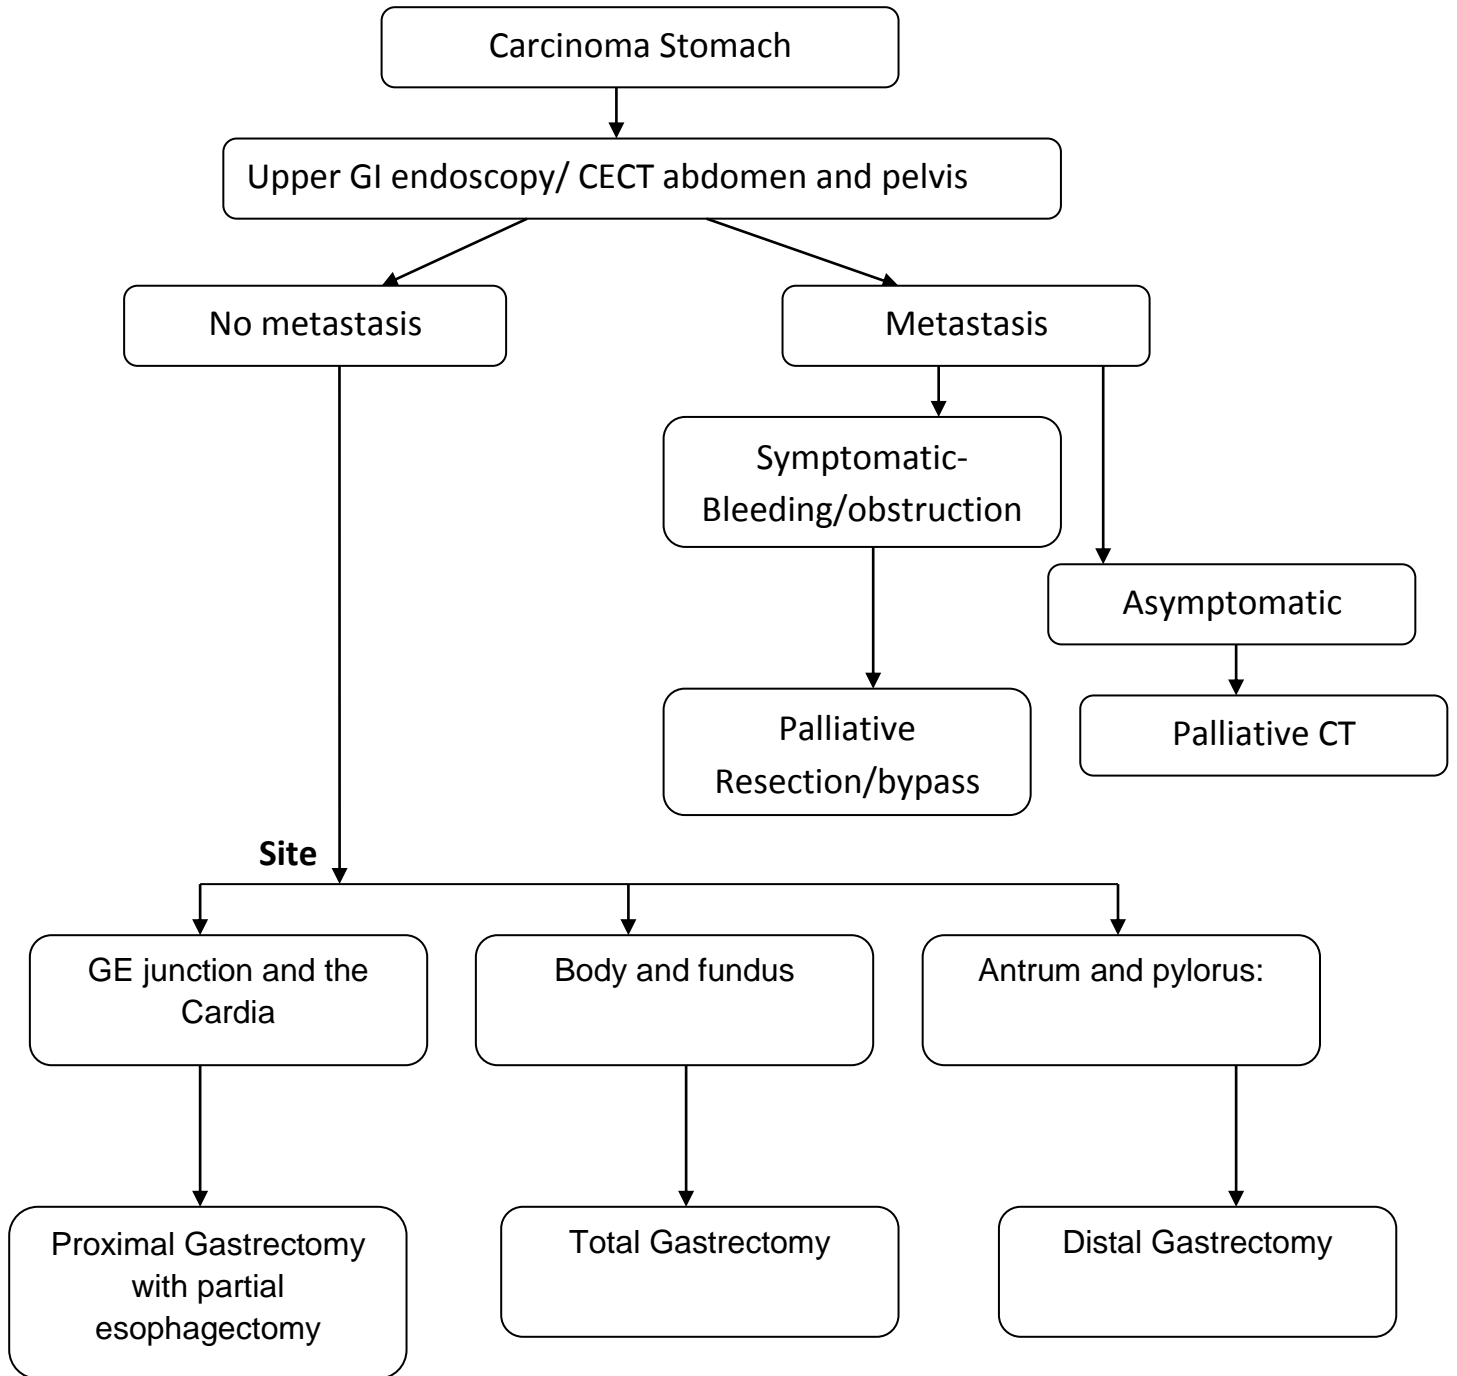 Carcinoma Stomach
Upper GI endoscopy/ CECT abdomen and pelvis
No metastasis
Metastasis
Symptomatic-
Bleeding/obstruction
Asymptomatic
Palliative
Resection/bypass
Palliative CT
Site
GE junction and the
Cardia
Body and fundus
Antrum and pylorus:
Proximal Gastrectomy
with partial
esophagectomy
Total Gastrectomy
Distal Gastrectomy